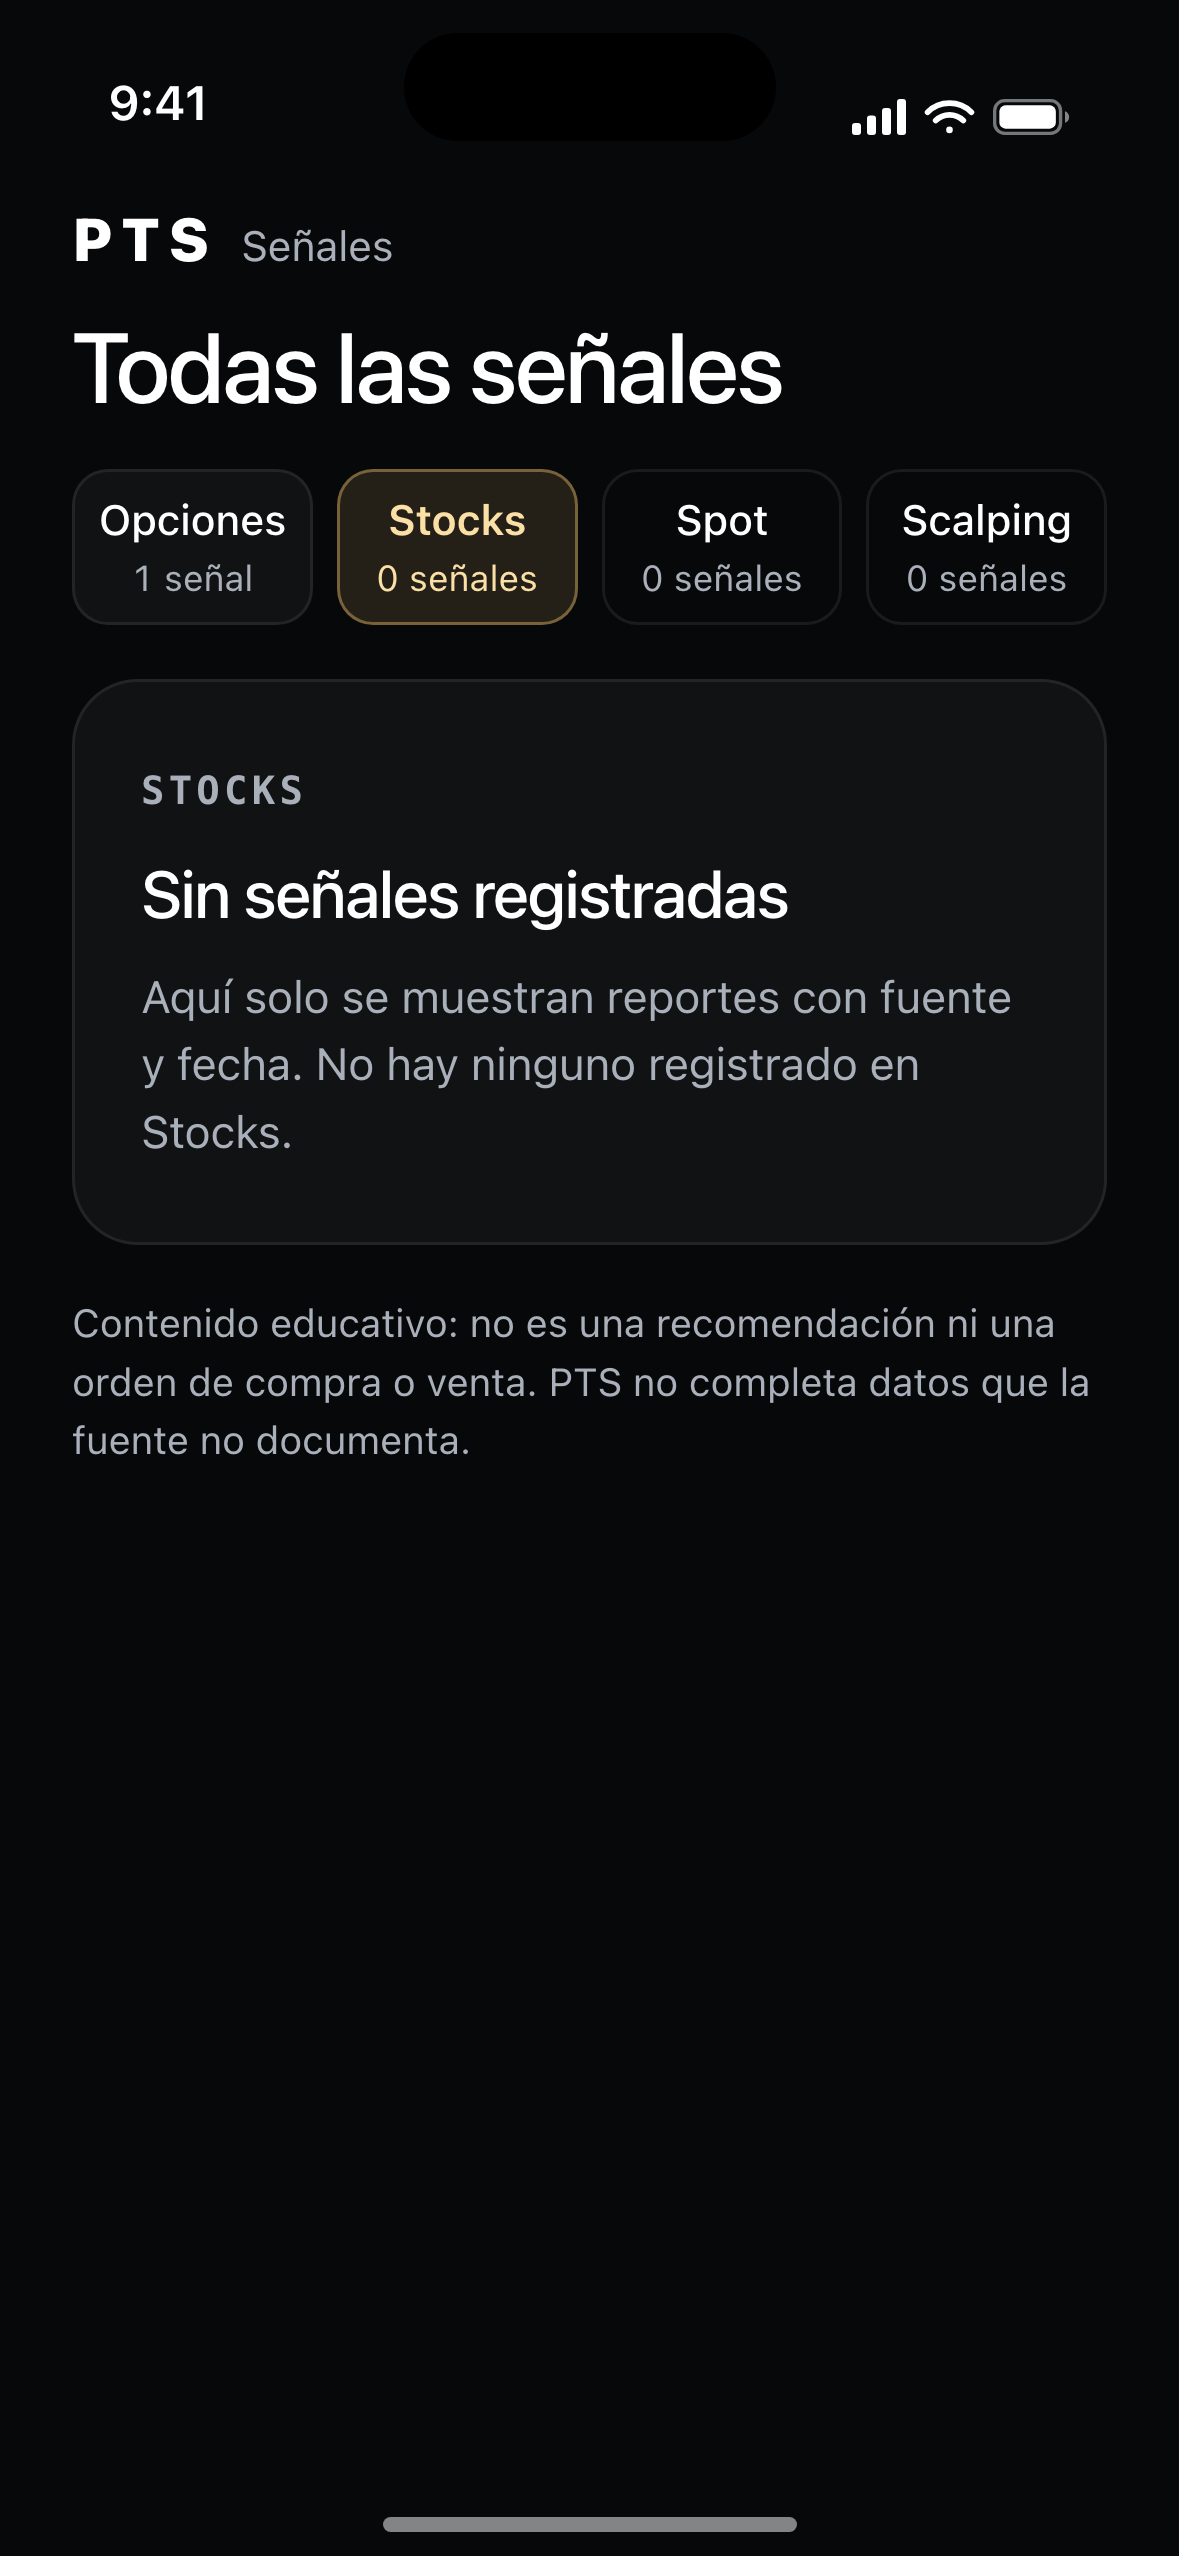 9:41
PTS Señales
Todas las señales
Opciones
1 señal
Stocks
0 señales
Spot
0 señales
Scalping
0 señales
STOCKS
Sin señales registradas
Aquí solo se muestran reportes con fuente
y fecha. No hay ninguno registrado en
Stocks.
Contenido educativo: no es una recomendación ni una
orden de compra o venta. PTS no completa datos que la
fuente no documenta.